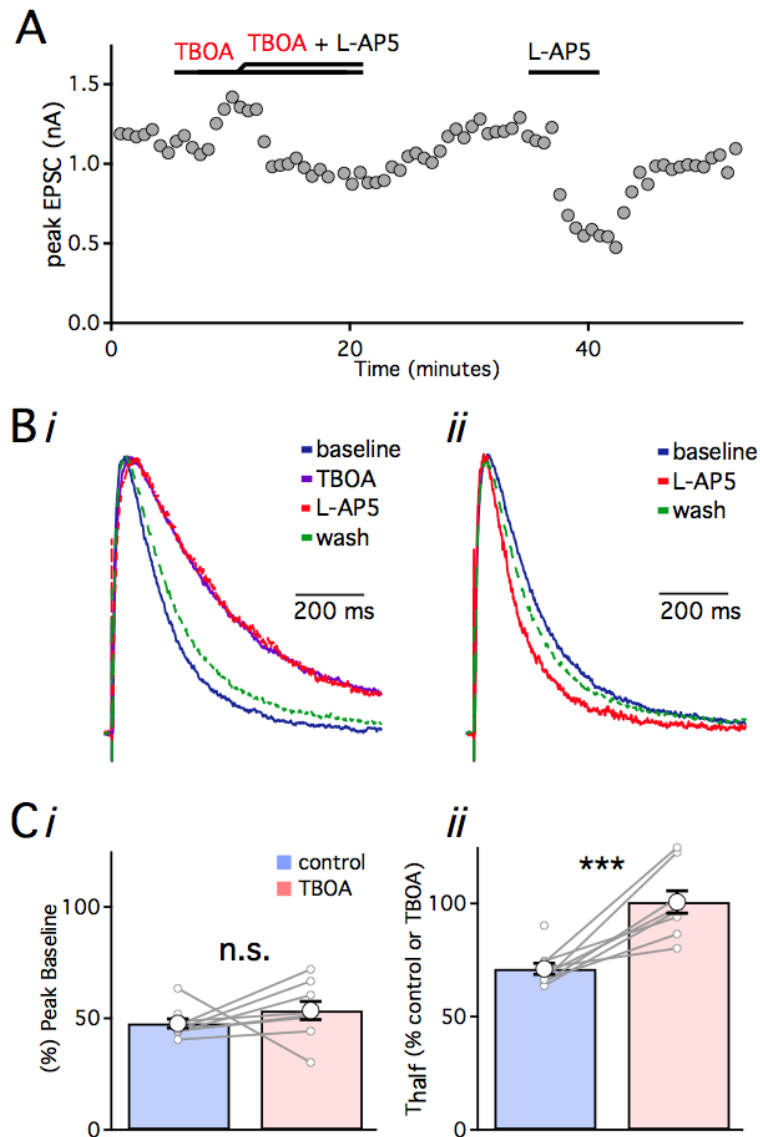 A
TBOA
TBOA + L-AP5
L-AP5
peak EPSC (nA)
1.5
1.0
0.5
0.0
0
20
40
Time (minutes)
B i
baseline
TBOA
L-AP5
wash
200 ms
ii
baseline
L-AP5
wash
200 ms
C i
control
TBOA
(%) Peak Baseline
100
50
0
n.s.
ii
Thalf (% control or TBOA)
100
50
0
***